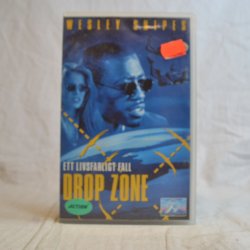 WESLEY SNIPES
ETT LIVSFARLIGT FALL
DROP ZONE
ACTION